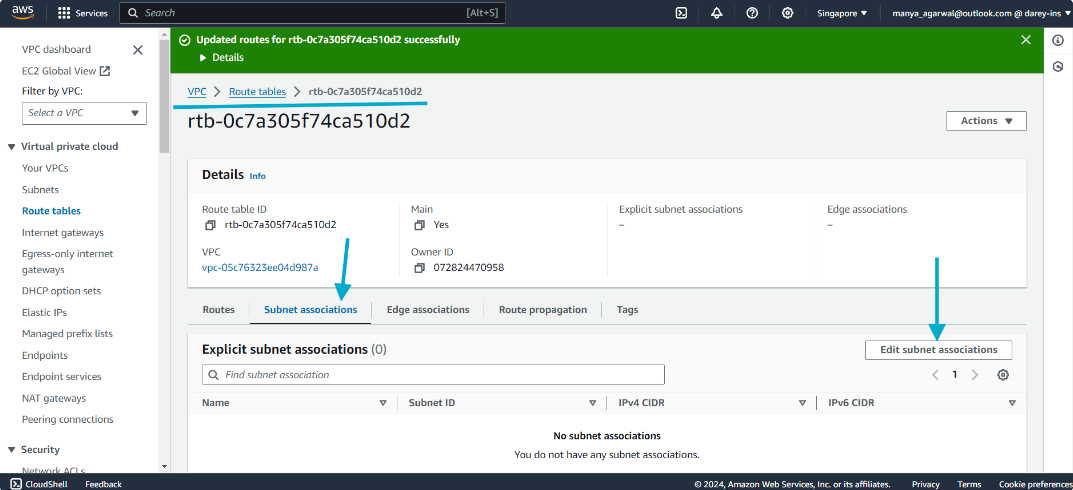 aws
Services
Search
[Alt+S]
Singapore
manya_agarwal@outlook.com @ darey-ins
VPC dashboard
EC2 Global View
Filter by VPC:
Select a VPC
Virtual private cloud
Your VPCs
Subnets
Route tables
Internet gateways
Egress-only internet
gateways
DHCP option sets
Elastic IPs
Managed prefix lists
Endpoints
Endpoint services
NAT gateways
Peering connections
Security
Network ACLs
Updated routes for rtb-0c7a305f74ca510d2 successfully
Details
VPC
Route tables
rtb-0c7a305f74ca510d2
rtb-0c7a305f74ca510d2
Actions
Details Info
Route table ID
rtb-0c7a305f74ca510d2
Main
Yes
Explicit subnet associations
–
Edge associations
–
VPC
vpc-05c76323ee04d987a
Owner ID
072824470958
Routes
Subnet associations
Edge associations
Route propagation
Tags
Explicit subnet associations (0)
Edit subnet associations
Find subnet association
1
Name
Subnet ID
IPv4 CIDR
IPv6 CIDR
No subnet associations
You do not have any subnet associations.
CloudShell
Feedback
© 2024, Amazon Web Services, Inc. or its affiliates.
Privacy
Terms
Cookie preferences